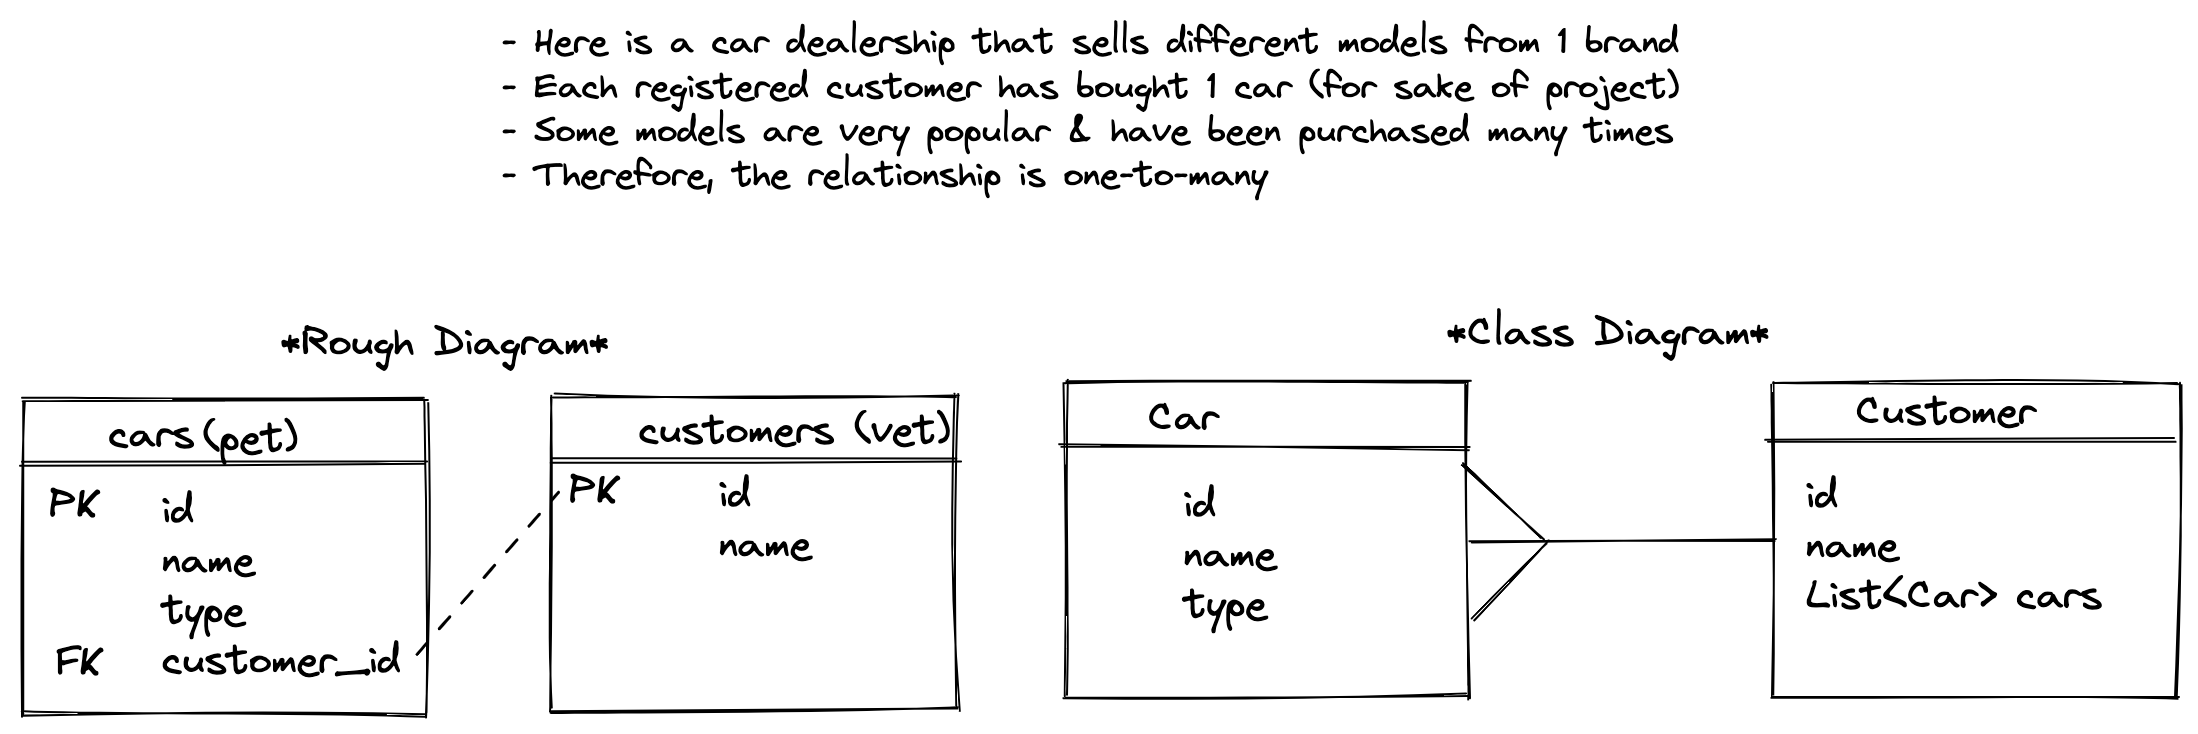 - Here is a car dealership that sells different models from 1 brand
- Each registered customer has bought 1 car (for sake of project)
- Some models are very popular & have been purchased many times
- Therefore, the relationship is one-to-many
*Rough Diagram*
cars (pet)
PK id
name
type
FK customer_id
customers (vet)
PK id
name
*Class Diagram*
Car
id
name
type
Customer
id
name
List<Car> cars